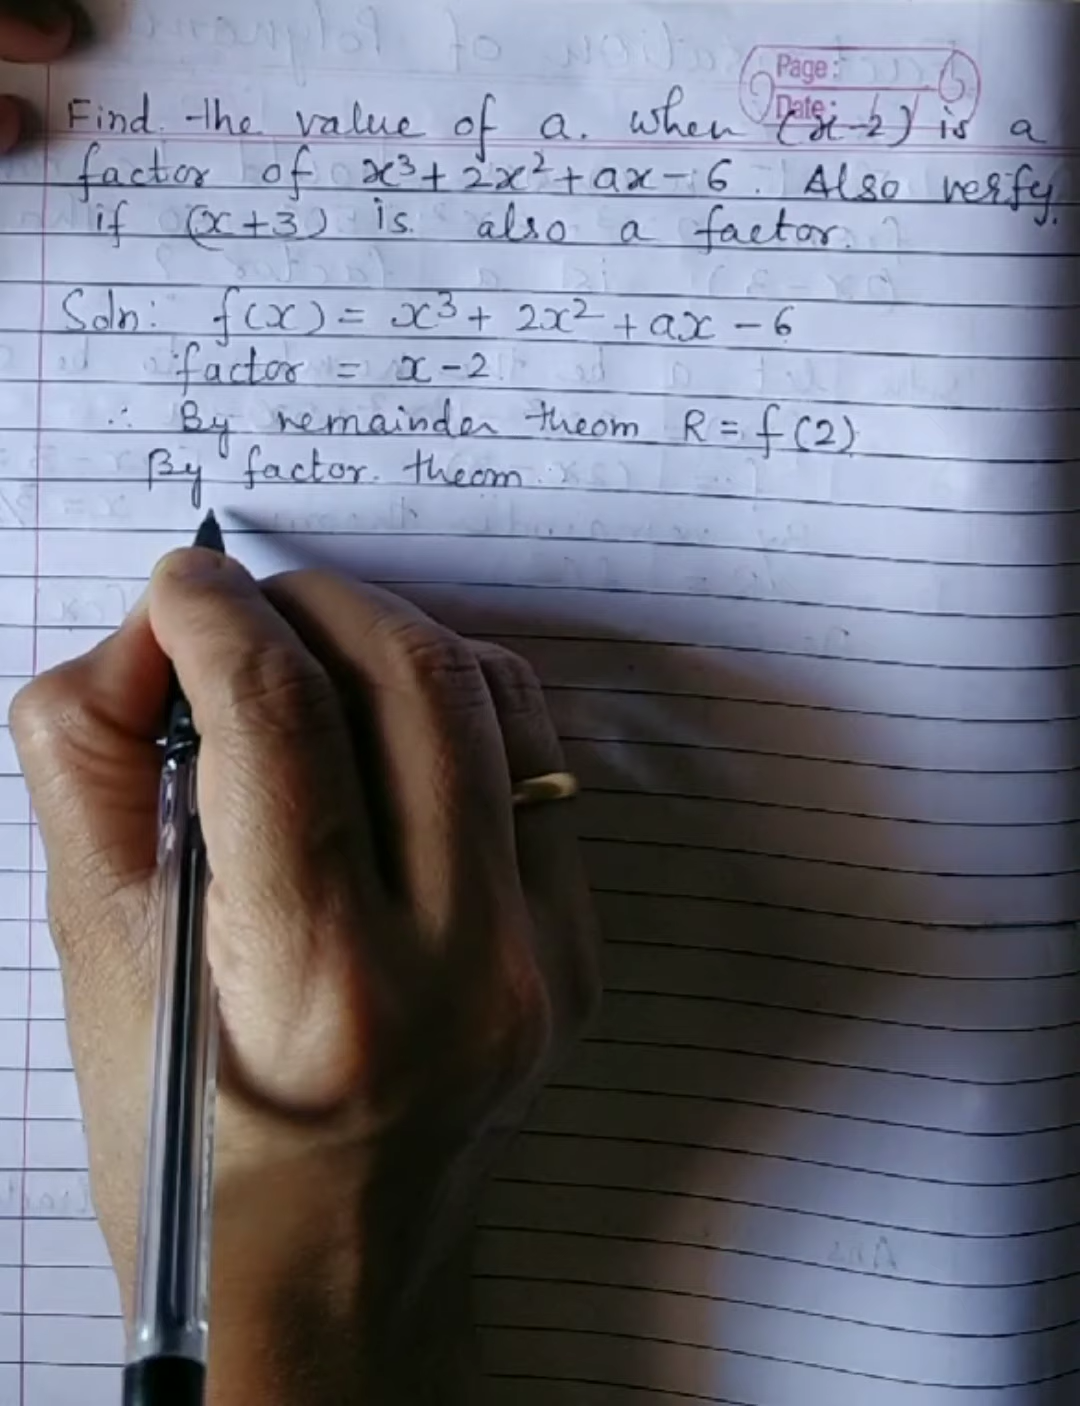 Page:
Date:
Find the value of a. when (x-2) is a
factor of x³+2x²+ax-6. Also verfy.
if (x+3) is also a factor.
Soln: f(x) = x³+ 2x² + ax - 6
factor = x-2
∴ By remainder theom R = f(2)
By factor theom